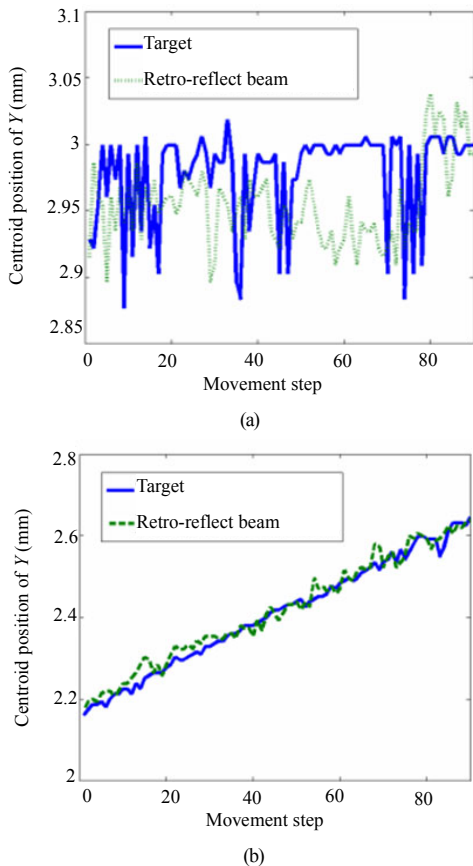 3.1
3.05
3
2.95
2.9
2.85
Centroid position of Y (mm)
Target
Retro-reflect beam
0 20 40 60 80
Movement step
(a)
2.8
2.6
2.4
2.2
2
Centroid position of Y (mm)
Target
Retro-reflect beam
0 20 40 60 80
Movement step
(b)